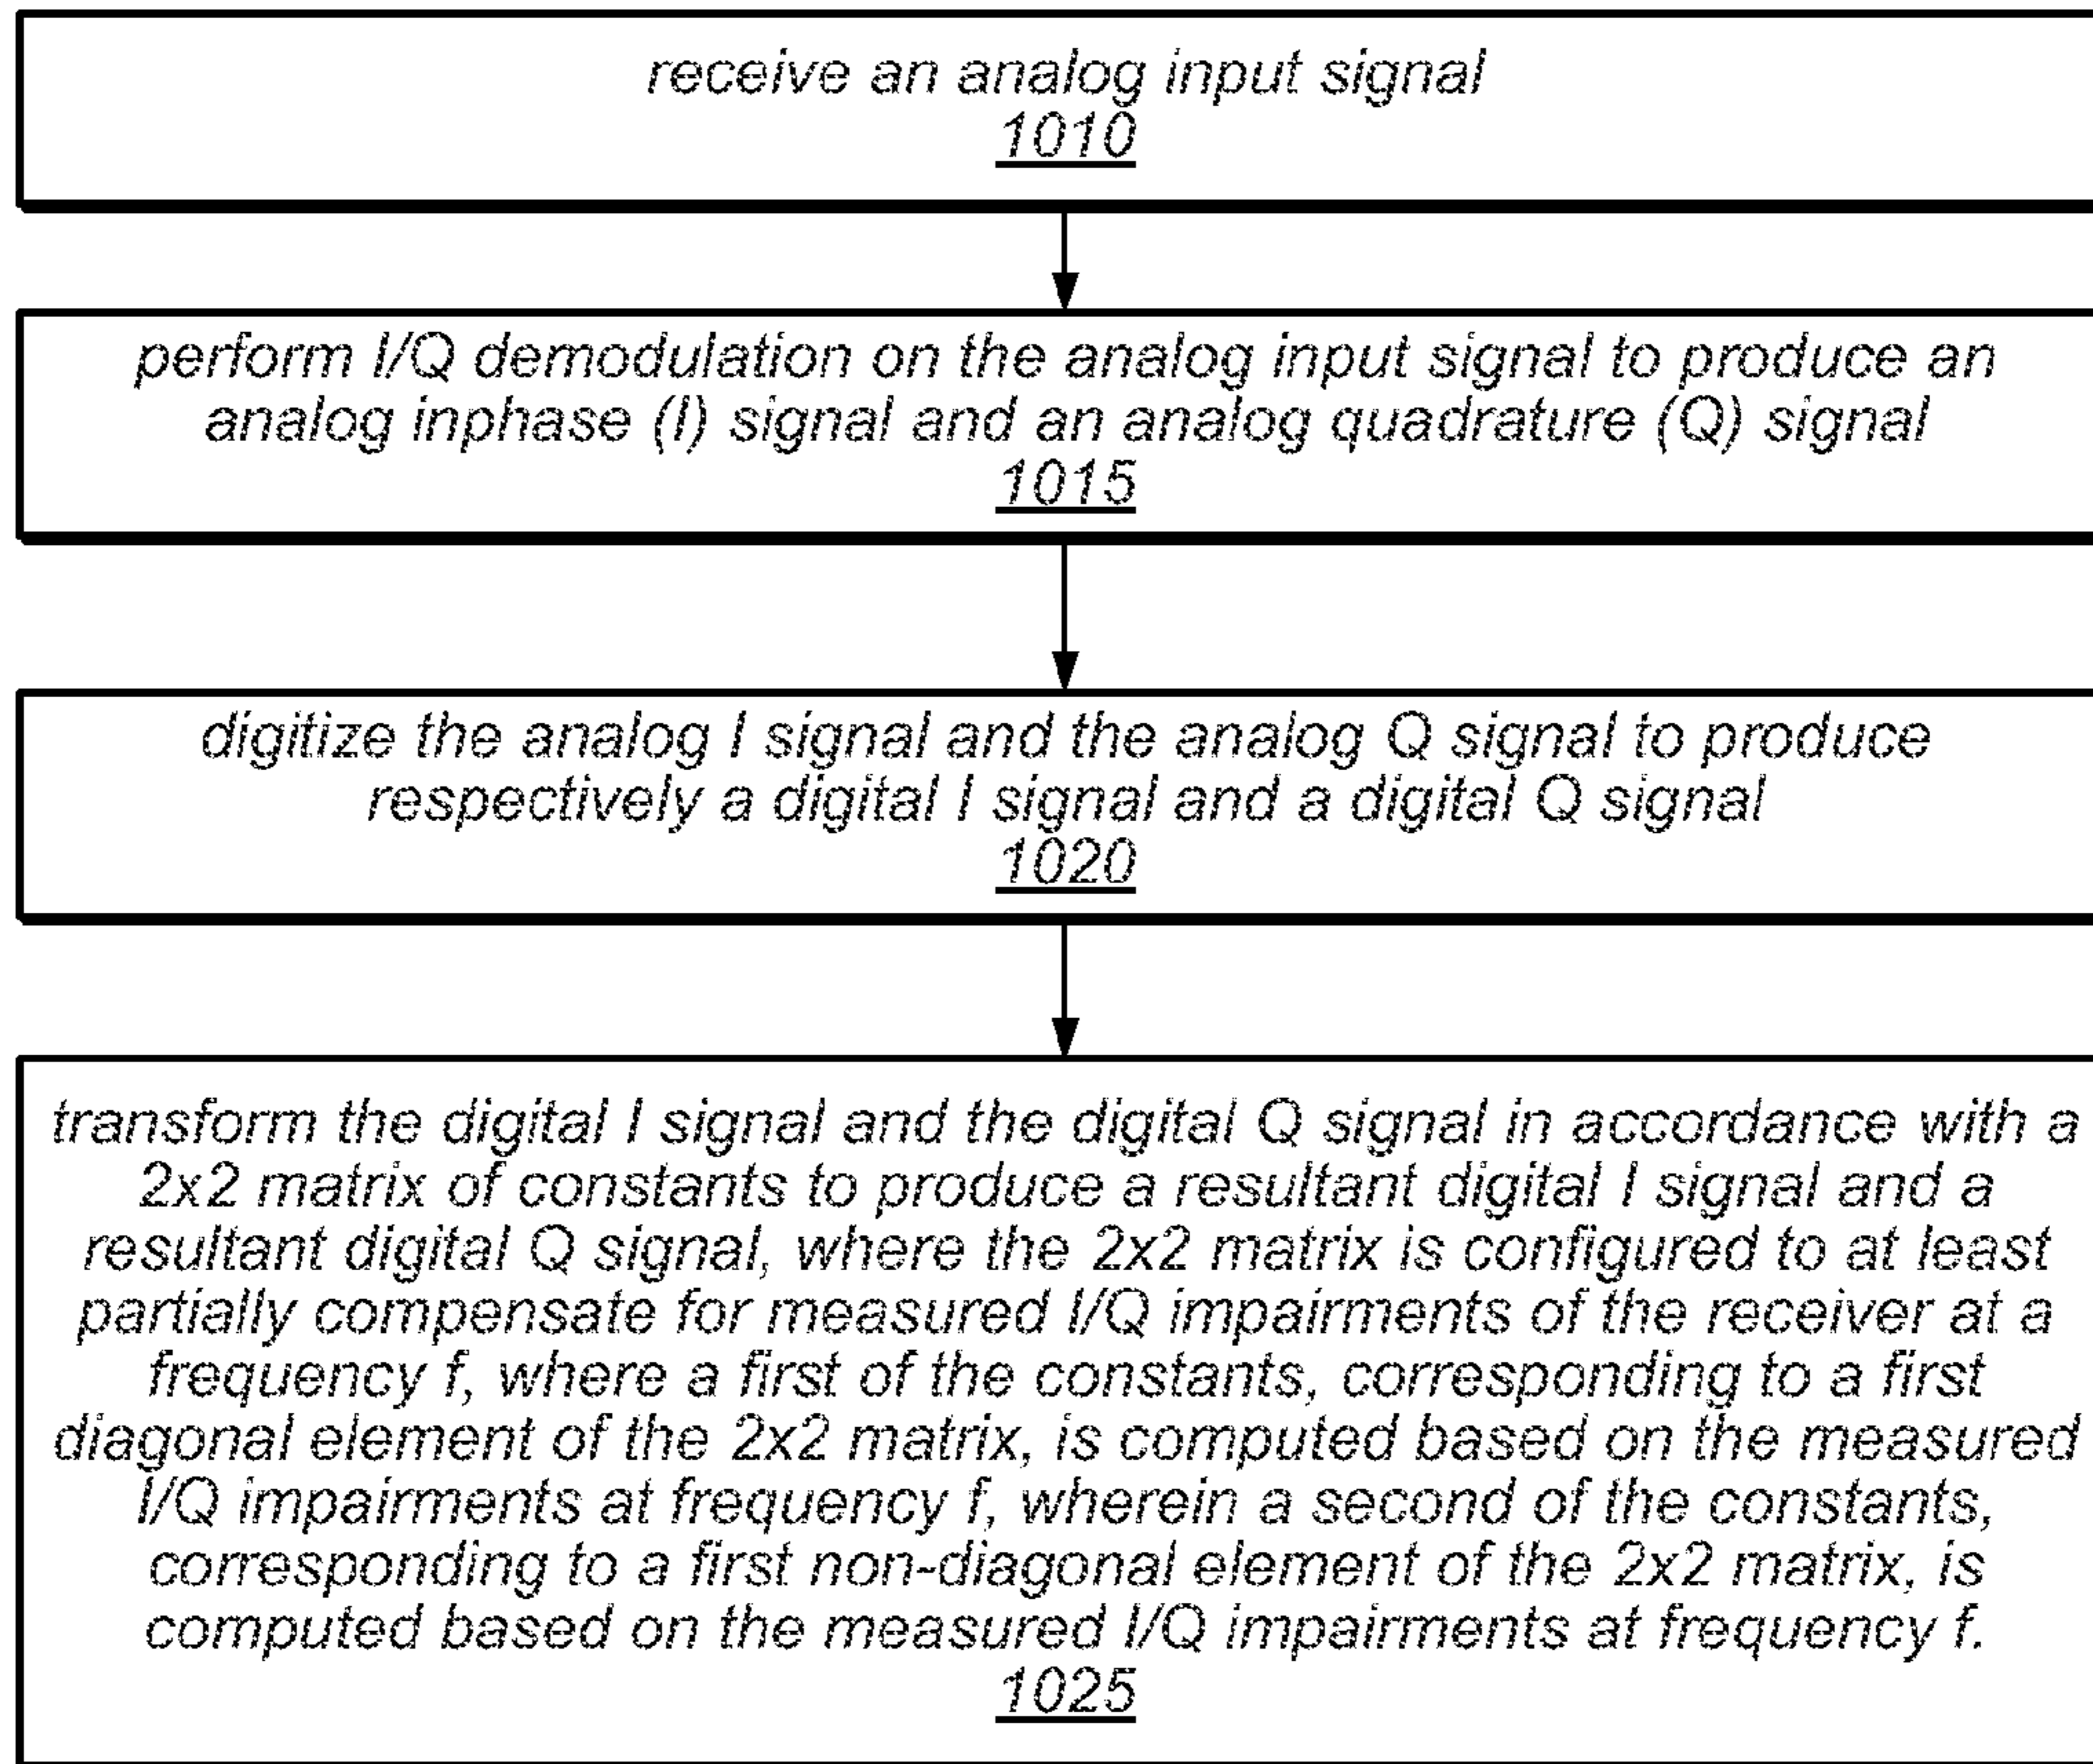 receive an analog input signal
1010
perform I/Q demodulation on the analog input signal to produce an
analog inphase (I) signal and an analog quadrature (Q) signal
1015
digitize the analog I signal and the analog Q signal to produce
respectively a digital I signal and a digital Q signal
1020
transform the digital I signal and the digital Q signal in accordance with a
2x2 matrix of constants to produce a resultant digital I signal and a
resultant digital Q signal, where the 2x2 matrix is configured to at least
partially compensate for measured I/Q impairments of the receiver at a
frequency f, where a first of the constants, corresponding to a first
diagonal element of the 2x2 matrix, is computed based on the measured
I/Q impairments at frequency f, wherein a second of the constants,
corresponding to a first non-diagonal element of the 2x2 matrix, is
computed based on the measured I/Q impairments at frequency f.
1025